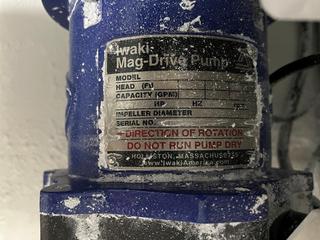 Iwaki
Mag-Drive Pump
MODEL
HEAD (Ft)
CAPACITY (GPM)
HP HZ
IMPELLER DIAMETER
SERIAL NO.
DIRECTION OF ROTATION
DO NOT RUN PUMP DRY
HOLLISTON, MASSACHUSETTS
www.IwakiAmerica.com